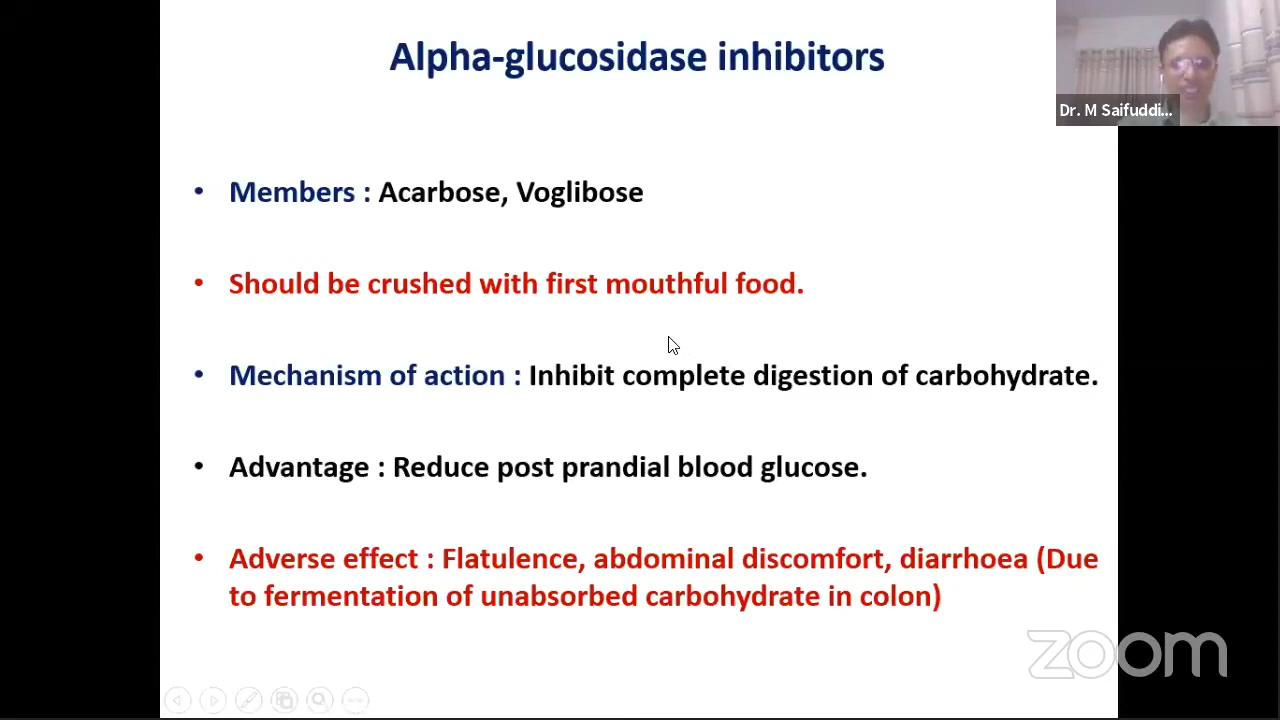 Alpha-glucosidase inhibitors
Dr. M Saifuddi...
• Members : Acarbose, Voglibose
• Should be crushed with first mouthful food.
• Mechanism of action : Inhibit complete digestion of carbohydrate.
• Advantage : Reduce post prandial blood glucose.
• Adverse effect : Flatulence, abdominal discomfort, diarrhoea (Due
to fermentation of unabsorbed carbohydrate in colon)
zoom